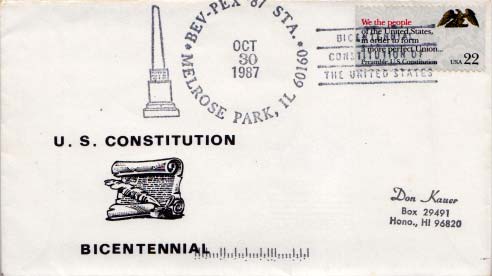 BEV-PEX '87 STA.
MELROSE PARK, IL 60160
OCT
30
1987
We the people
of the United States,
in order to form
a more perfect Union...
Preamble, U.S. Constitution
USA 22
BICENTENNIAL
CONSTITUTION OF
THE UNITED STATES
U. S. CONSTITUTION
BICENTENNIAL
Don Kauer
Box 29491
Hono., HI 96820